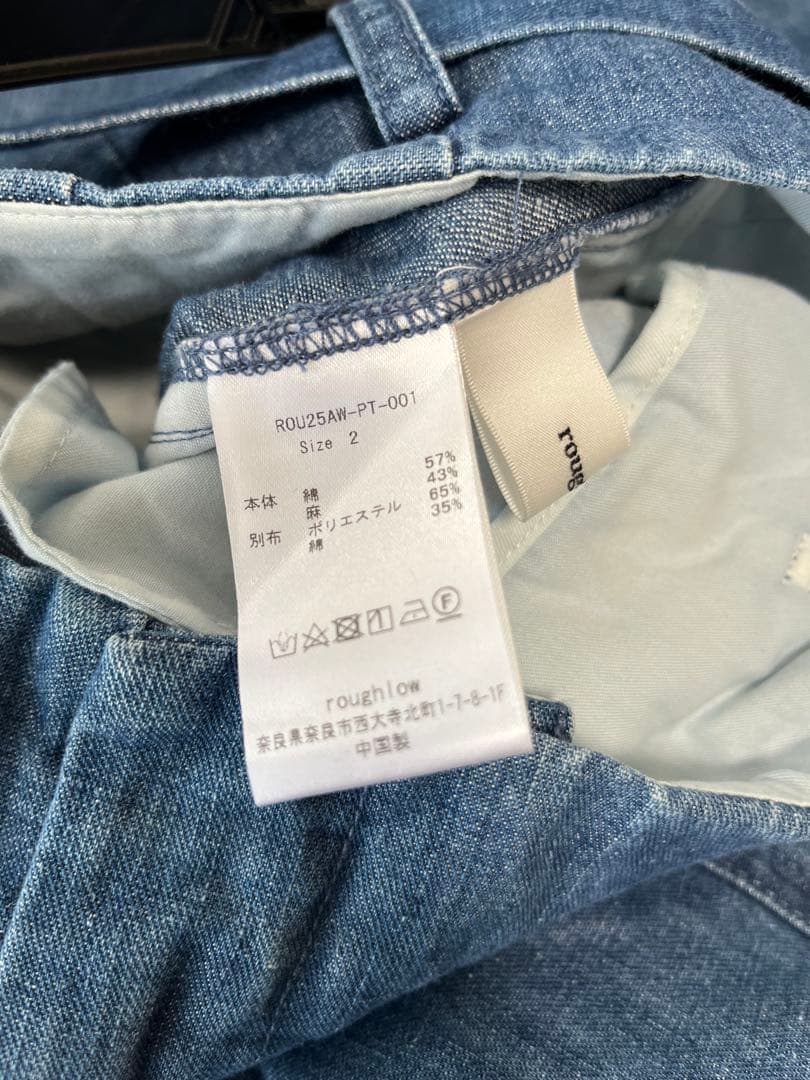 ROU25AW-PT-001
Size 2
本体 綿 57%
麻 43%
別布 ポリエステル 65%
綿 35%
F
roughlow
奈良県奈良市西大寺北町1-7-8-1F
中国製
roug